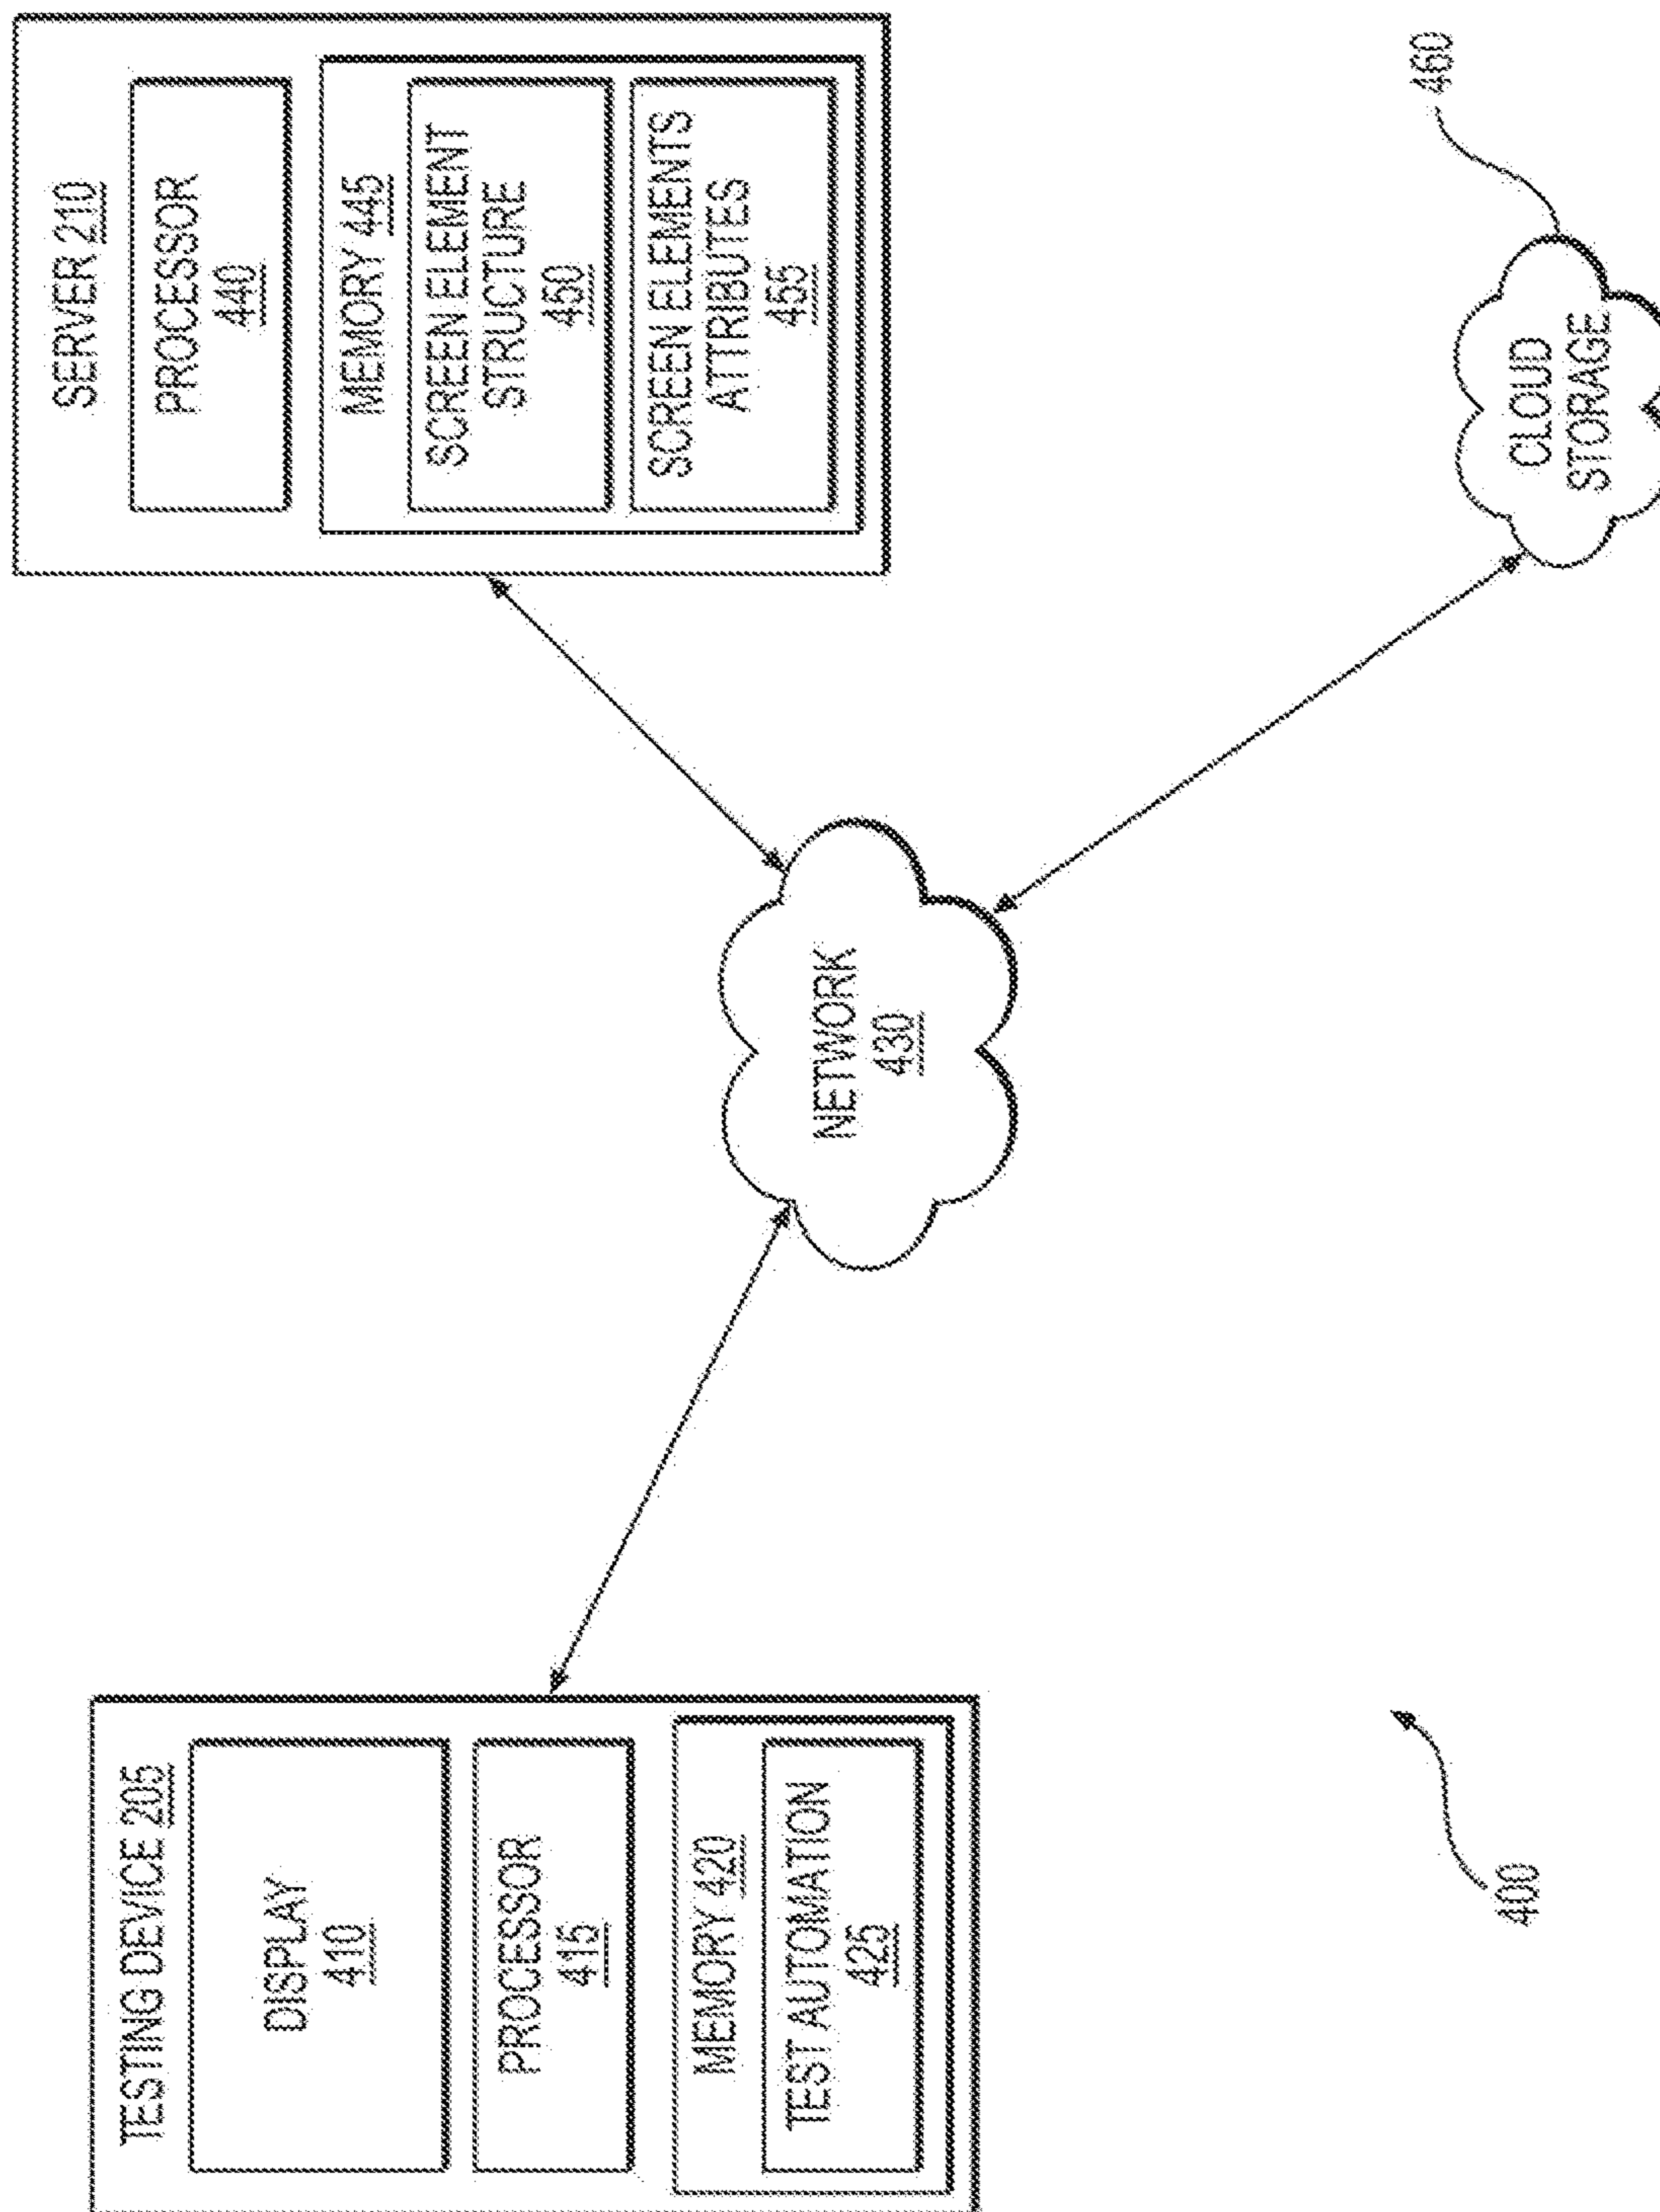 TESTING DEVICE 205
DISPLAY
410
PROCESSOR
415
MEMORY 420
TEST AUTOMATION
425
NETWORK
430
SERVER 210
PROCESSOR
440
MEMORY 445
SCREEN ELEMENT
STRUCTURE
450
SCREEN ELEMENTS
ATTRIBUTES
455
CLOUD
STORAGE
460
400